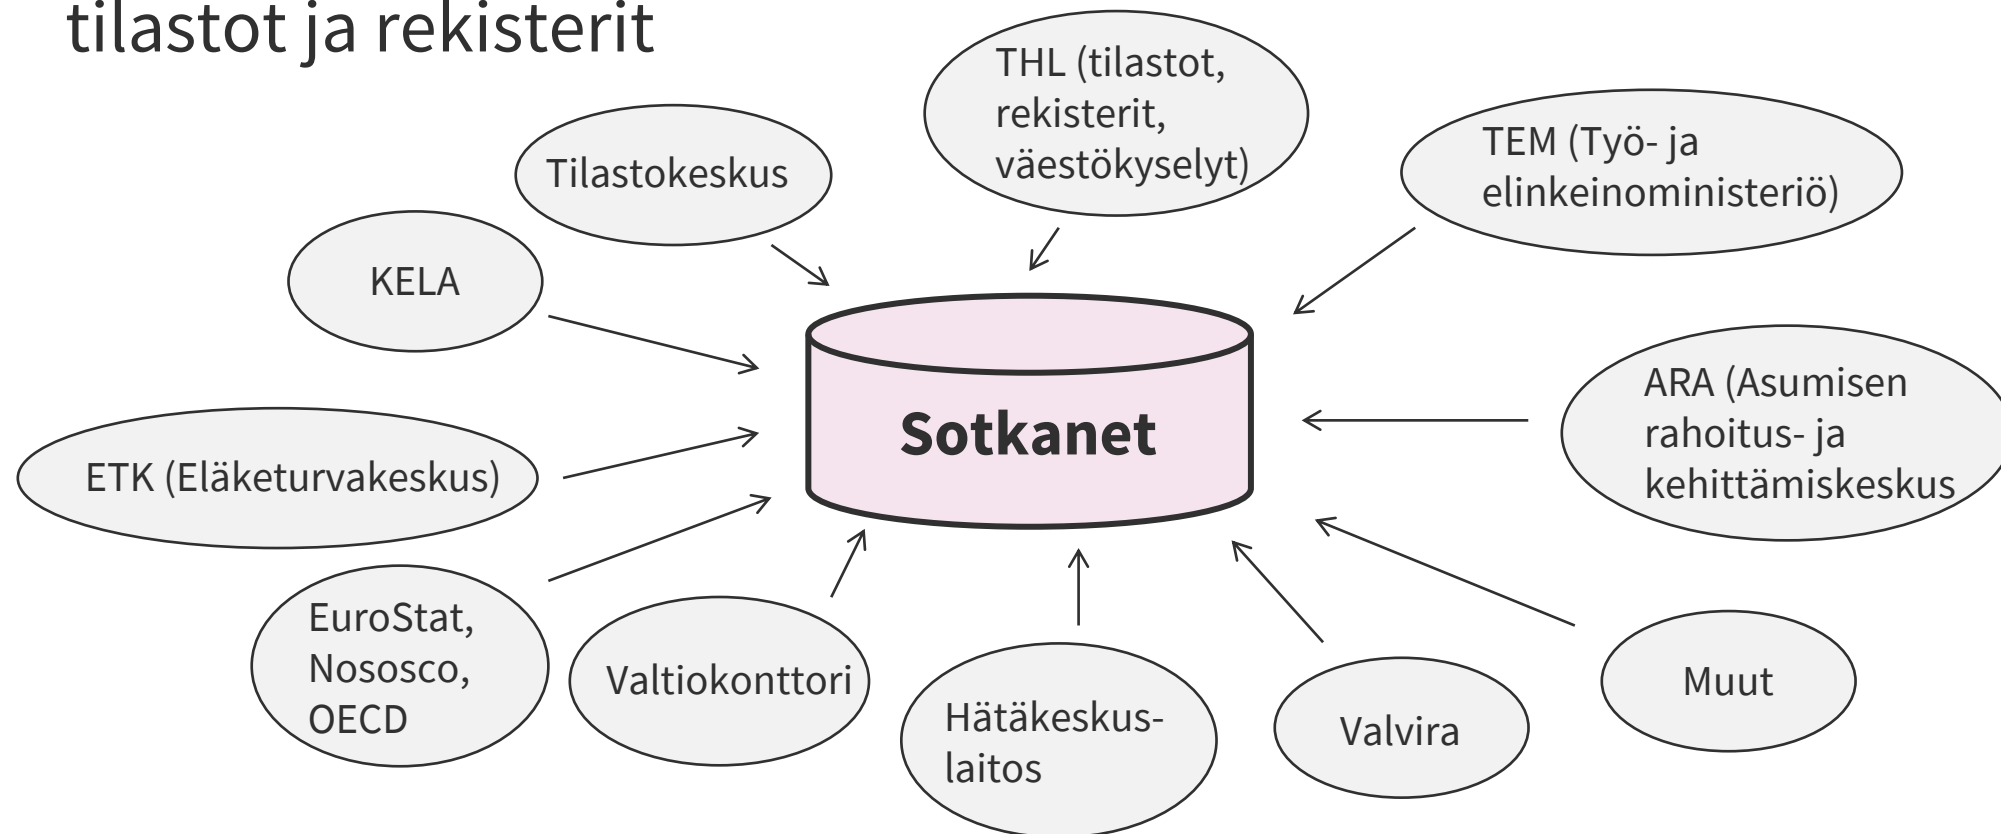 tilastot ja rekisterit
THL (tilastot,
rekisterit,
väestökyselyt)
TEM (Työ- ja
elinkeinoministeriö)
Tilastokeskus
KELA
ARA (Asumisen
rahoitus- ja
kehittämiskeskus
Sotkanet
ETK (Eläketurvakeskus)
EuroStat,
Nososco,
OECD
Valtiokonttori
Hätäkeskus-
laitos
Valvira
Muut